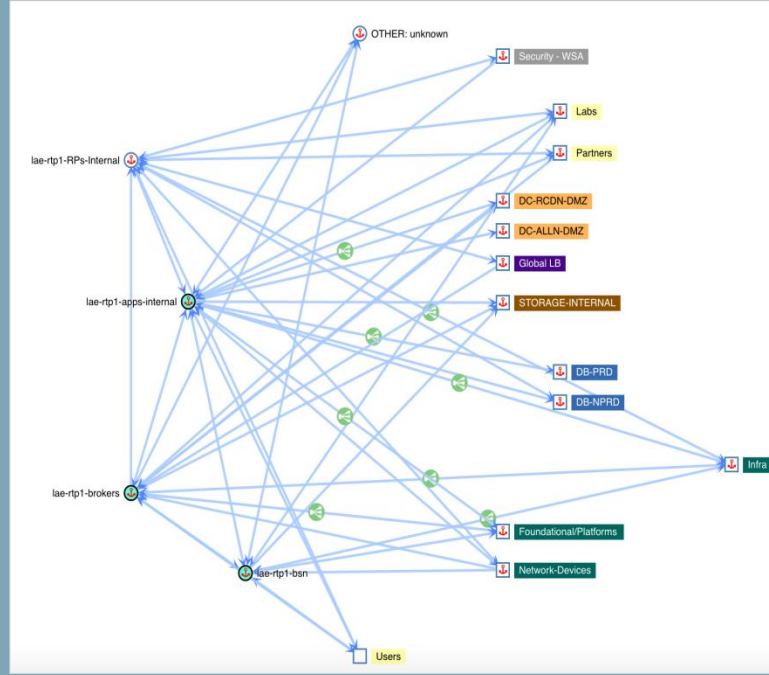 OTHER: unknown
Security - WSA
Labs
lae-rtp1-RPs-Internal
Partners
DC-RCDN-DMZ
DC-ALLN-DMZ
Global LB
lae-rtp1-apps-internal
STORAGE-INTERNAL
DB-PRD
DB-NPRD
Infra
lae-rtp1-brokers
Foundational/Platforms
lae-rtp1-bsn
Network-Devices
Users